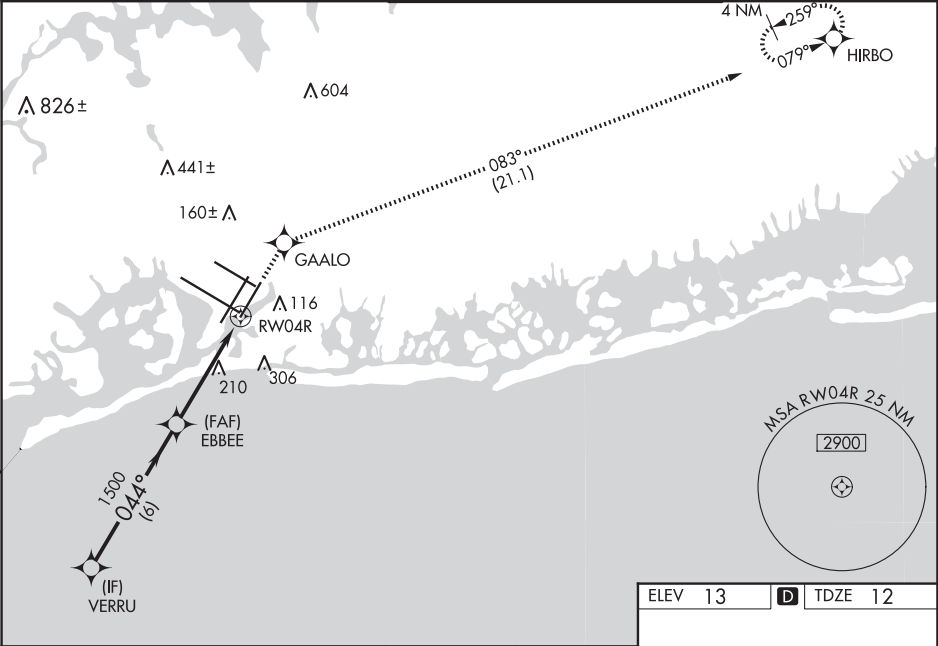 4 NM
259°
079°
HIRBO
604
826±
441±
083°
(21.1)
160±
GAALO
116
RW04R
210
306
(FAF)
EBBEE
MSA RW04R 25 NM
2900
1500
044°
(6)
(IF)
VERRU
ELEV 13 D TDZE 12